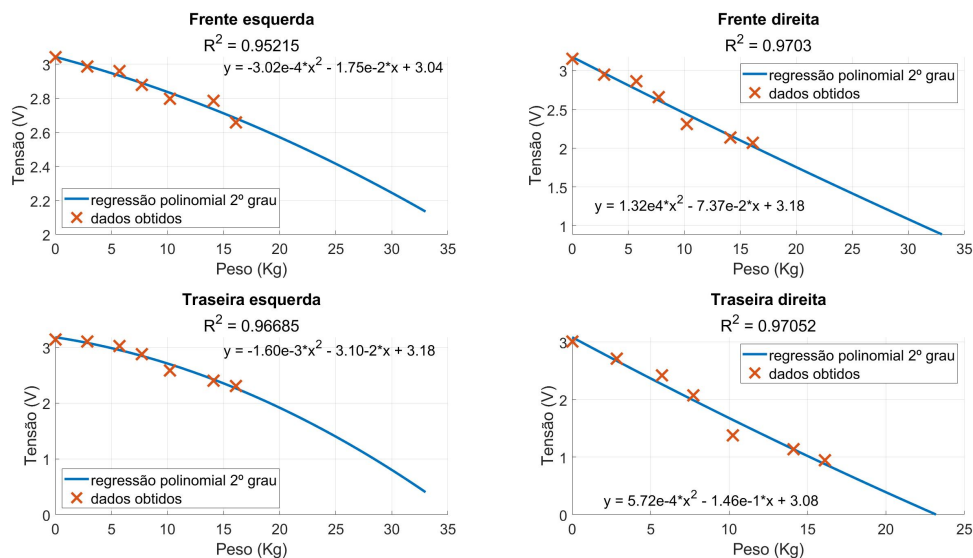 Frente esquerda
R² = 0.95215
y = -3.02e-4*x² - 1.75e-2*x + 3.04
3
2.8
2.6
2.4
2.2
2
Tensão (V)
regressão polinomial 2º grau
dados obtidos
0 5 10 15 20 25 30 35
Peso (Kg)
Frente direita
R² = 0.9703
regressão polinomial 2º grau
dados obtidos
3
2.5
2
1.5
1
Tensão (V)
y = 1.32e4*x² - 7.37e-2*x + 3.18
0 5 10 15 20 25 30 35
Peso (Kg)
Traseira esquerda
R² = 0.96685
y = -1.60e-3*x² - 3.10-2*x + 3.18
3
2
1
0
Tensão (V)
regressão polinomial 2º grau
dados obtidos
0 5 10 15 20 25 30 35
Peso (Kg)
Traseira direita
R² = 0.97052
regressão polinomial 2º grau
dados obtidos
3
2
1
0
Tensão (V)
y = 5.72e-4*x² - 1.46e-1*x + 3.08
0 5 10 15 20 25
Peso (Kg)